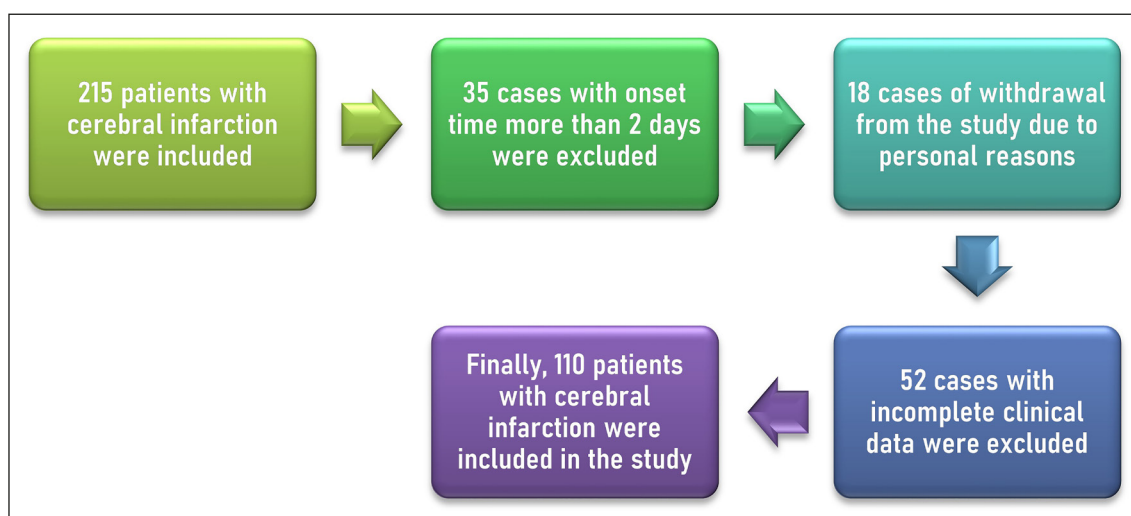 215 patients with
cerebral infarction
were included
35 cases with onset
time more than 2 days
were excluded
18 cases of withdrawal
from the study due to
personal reasons
52 cases with
incomplete clinical
data were excluded
Finally, 110 patients
with cerebral
infarction were
included in the study